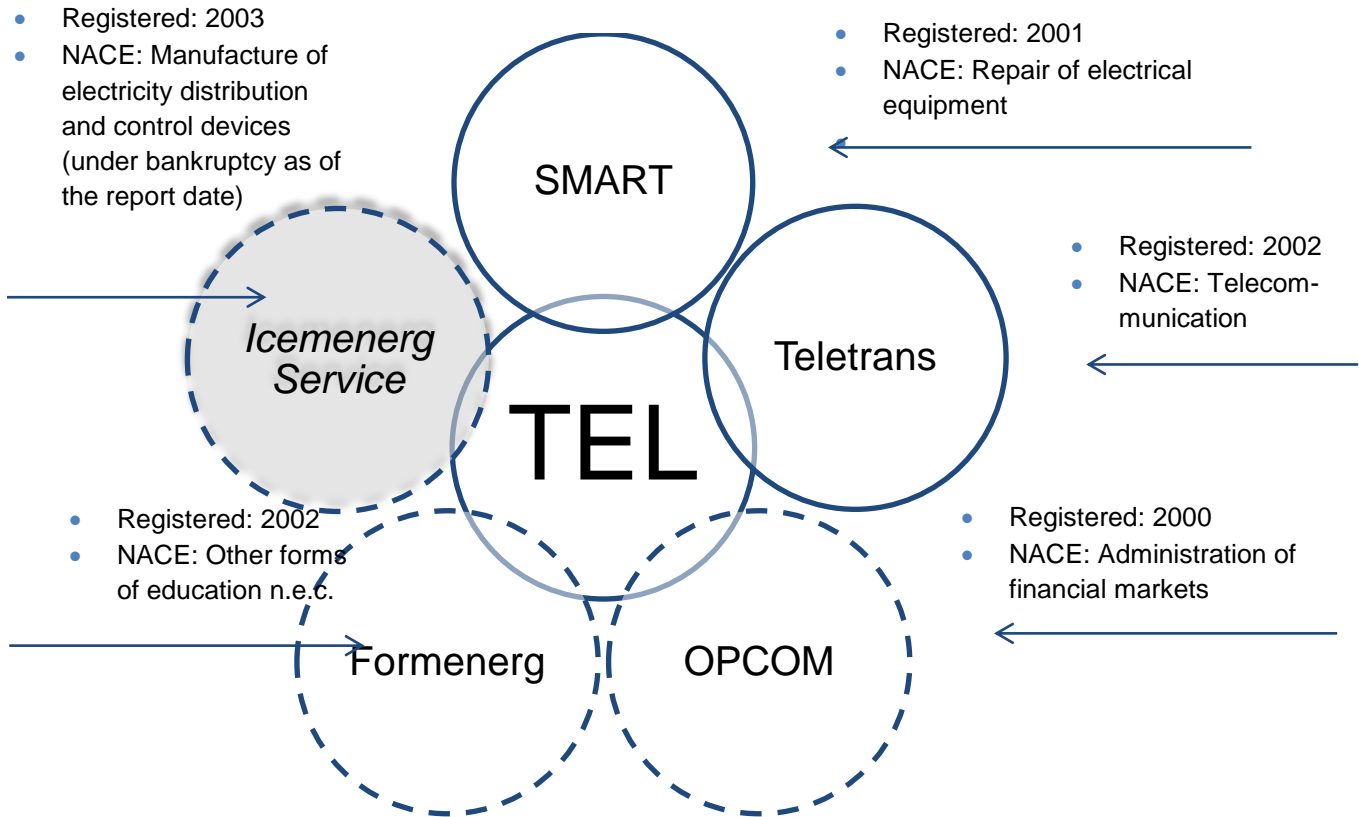 • Registered: 2003
• NACE: Manufacture of
electricity distribution
and control devices
(under bankruptcy as of
the report date)
• Registered: 2001
• NACE: Repair of electrical
equipment
•
SMART
• Registered: 2002
• NACE: Telecom-
munication
Icemenerg
Service
Teletrans
TEL
• Registered: 2002
• NACE: Other forms
of education n.e.c.
• Registered: 2000
• NACE: Administration of
financial markets
Formenerg
OPCOM